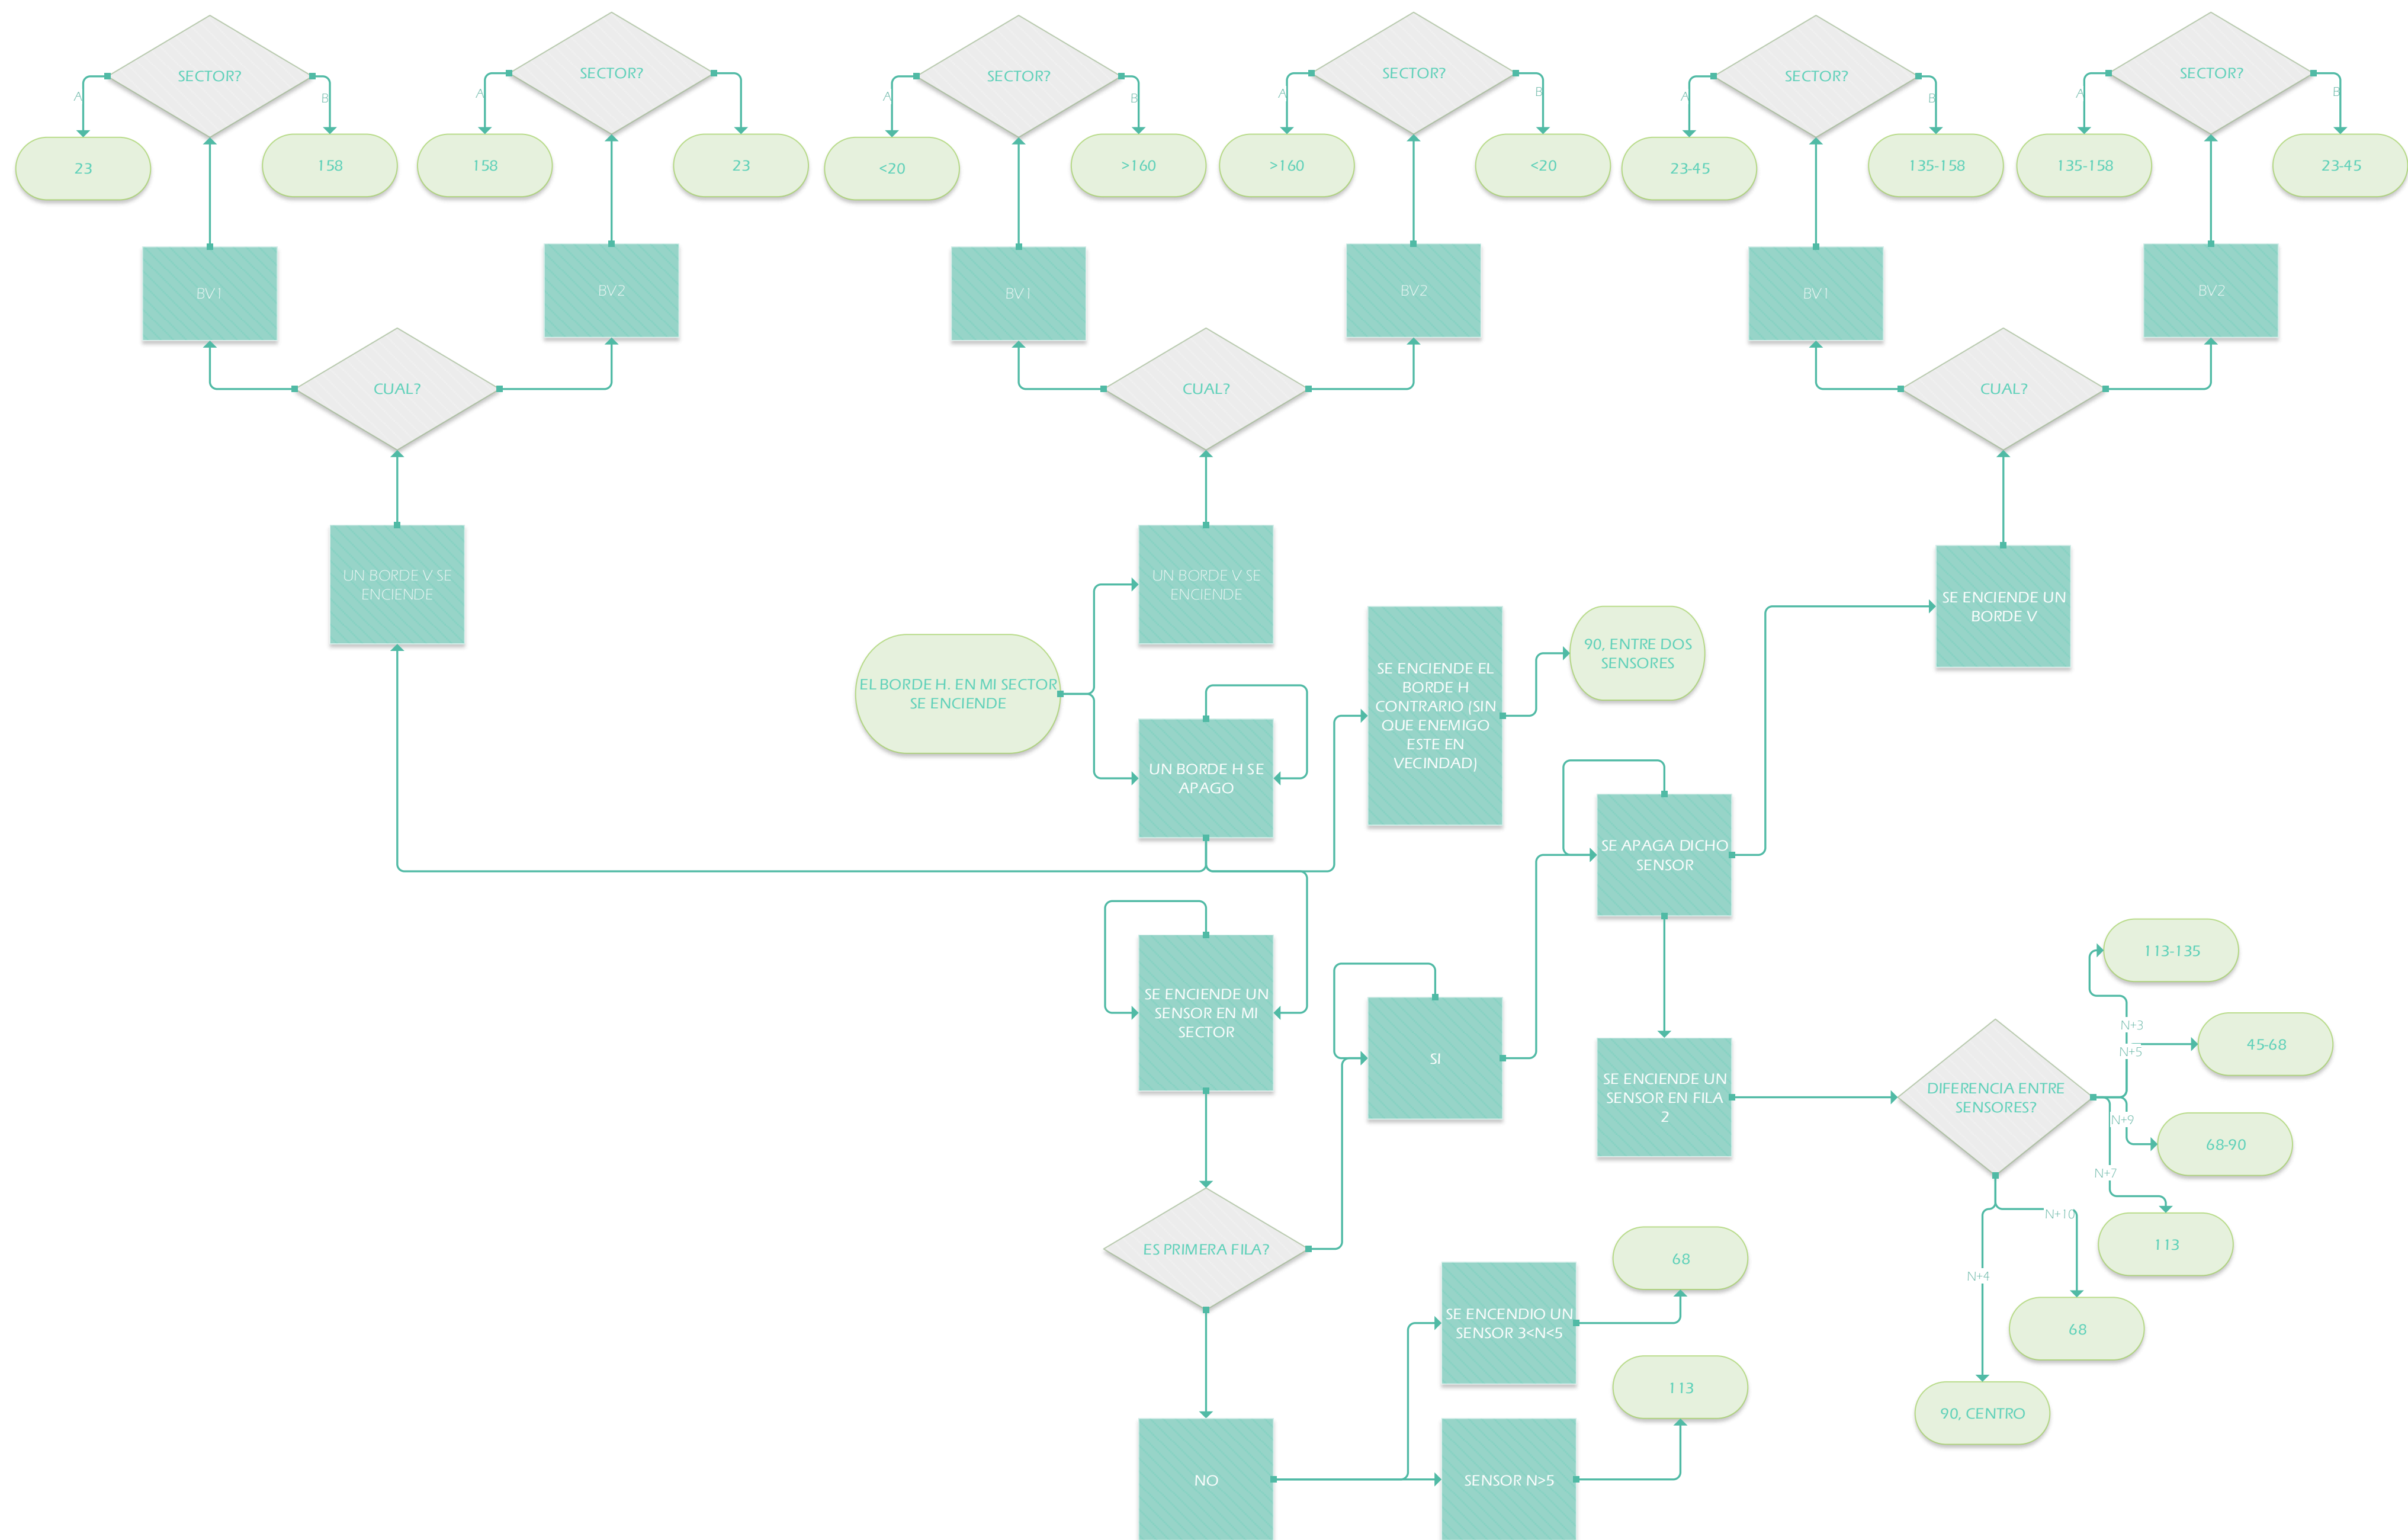 SECTOR?
SECTOR?
SECTOR?
SECTOR?
SECTOR?
SECTOR?
A
B
A
A
B
A
B
A
B
A
B
23
158
158
23
<20
>160
>160
<20
23-45
135-158
135-158
23-45
BV1
BV2
BV1
BV2
BV1
BV2
CUAL?
CUAL?
CUAL?
UN BORDE V SE
ENCIENDE
UN BORDE V SE
ENCIENDE
SE ENCIENDE UN
BORDE V
EL BORDE H. EN MI SECTOR
SE ENCIENDE
SE ENCIENDE EL
BORDE H
CONTRARIO (SIN
QUE ENEMIGO
ESTE EN
VECINDAD)
90, ENTRE DOS
SENSORES
UN BORDE H SE
APAGO
SE APAGA DICHO
SENSOR
SE ENCIENDE UN
SENSOR EN MI
SECTOR
SI
SE ENCIENDE UN
SENSOR EN FILA
2
DIFERENCIA ENTRE
SENSORES?
113-135
N+3
45-68
N+5
N+9
68-90
N+7
113
N+10
68
N+4
90, CENTRO
ES PRIMERA FILA?
68
SE ENCENDIO UN
SENSOR 3<N<5
113
NO
SENSOR N>5